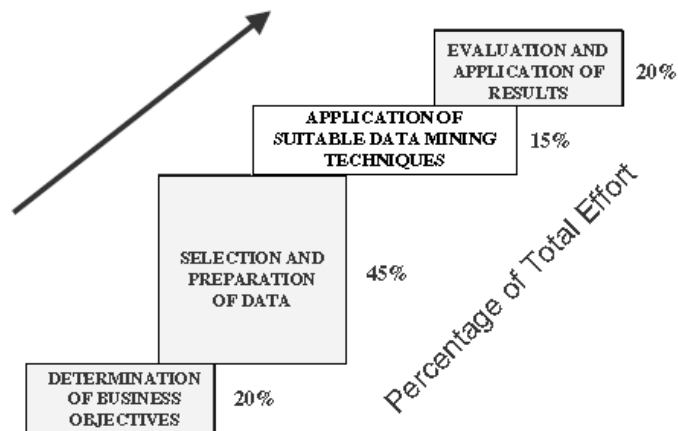 EVALUATION AND
APPLICATION OF
RESULTS
20%
APPLICATION OF
SUITABLE DATA MINING
TECHNIQUES
15%
SELECTION AND
PREPARATION
OF DATA
45%
DETERMINATION
OF BUSINESS
OBJECTIVES
20%
Percentage of Total Effort